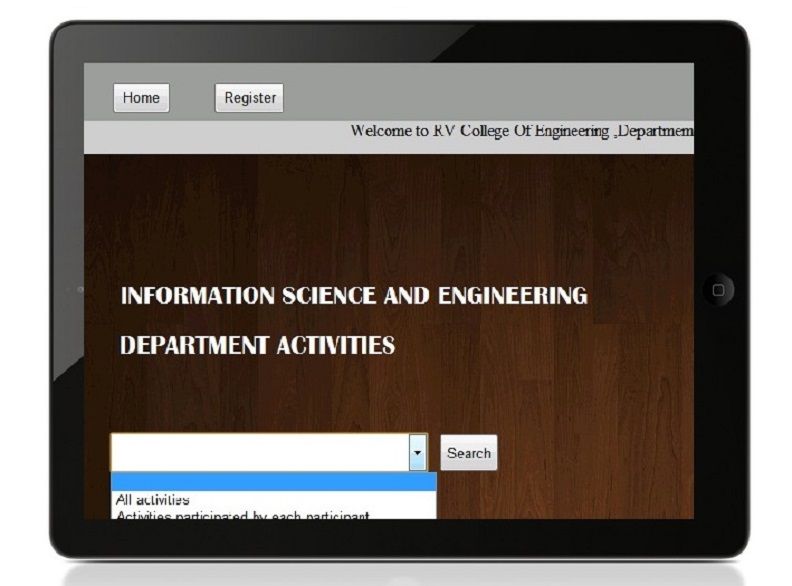 Home Register
Welcome to RV College Of Engineering ,Departmem
INFORMATION SCIENCE AND ENGINEERING
DEPARTMENT ACTIVITIES
Search
All activities
Activities participated by each participant